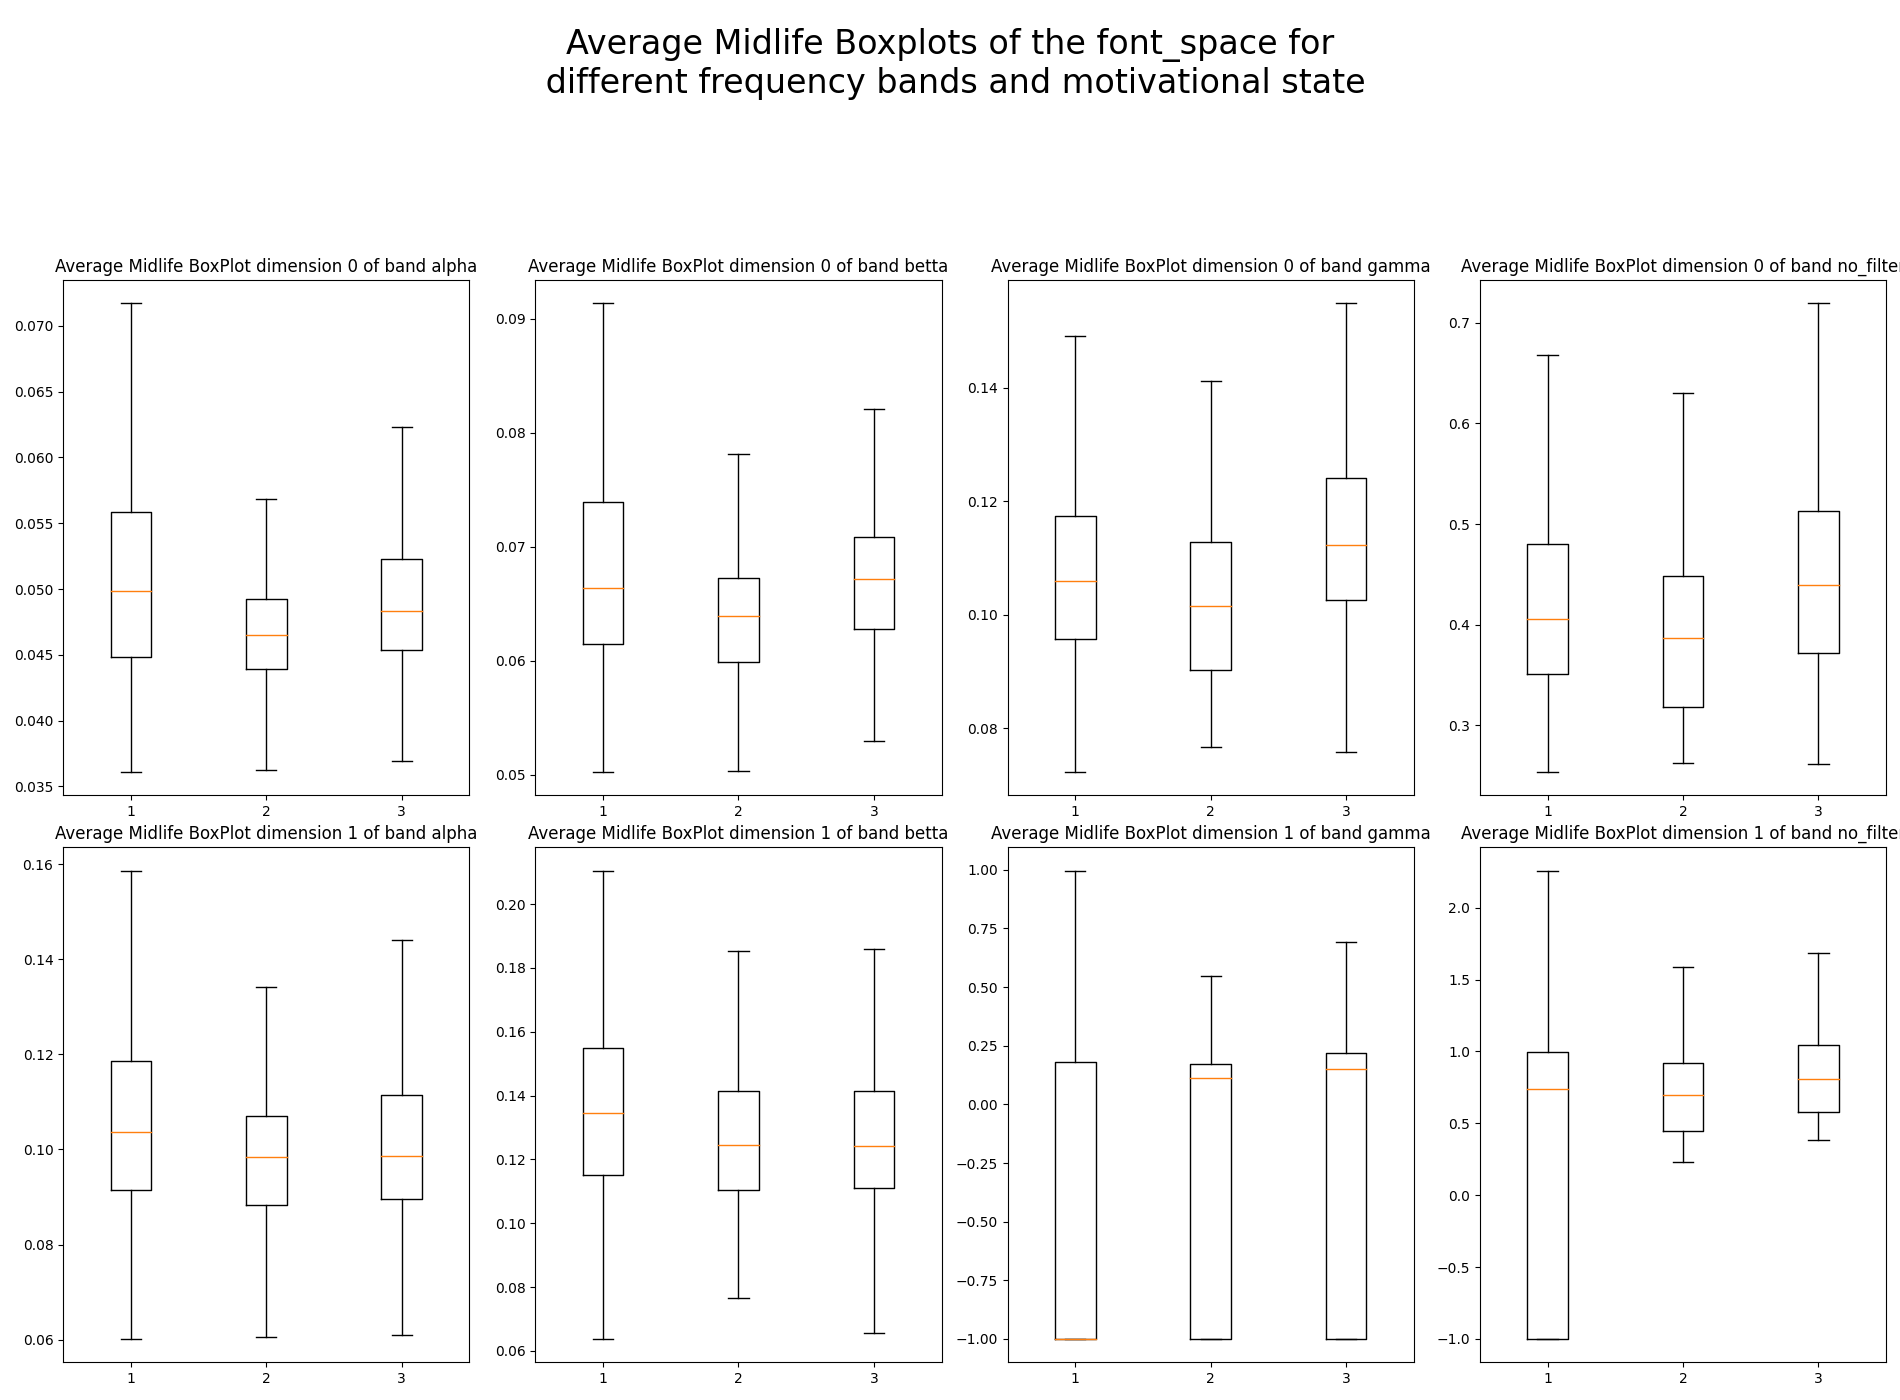 Average Midlife Boxplots of the font_space for
different frequency bands and motivational state
Average Midlife BoxPlot dimension 0 of band alpha
0.070
0.065
0.060
0.055
0.050
0.045
0.040
0.035
1 2 3
Average Midlife BoxPlot dimension 0 of band betta
0.09
0.08
0.07
0.06
0.05
1 2 3
Average Midlife BoxPlot dimension 0 of band gamma
0.14
0.12
0.10
0.08
1 2 3
Average Midlife BoxPlot dimension 0 of band no_filter
0.7
0.6
0.5
0.4
0.3
1 2 3
Average Midlife BoxPlot dimension 1 of band alpha
0.16
0.14
0.12
0.10
0.08
0.06
1 2 3
Average Midlife BoxPlot dimension 1 of band betta
0.20
0.18
0.16
0.14
0.12
0.10
0.08
0.06
1 2 3
Average Midlife BoxPlot dimension 1 of band gamma
1.00
0.75
0.50
0.25
0.00
−0.25
−0.50
−0.75
−1.00
1 2 3
Average Midlife BoxPlot dimension 1 of band no_filter
2.0
1.5
1.0
0.5
0.0
−0.5
−1.0
1 2 3